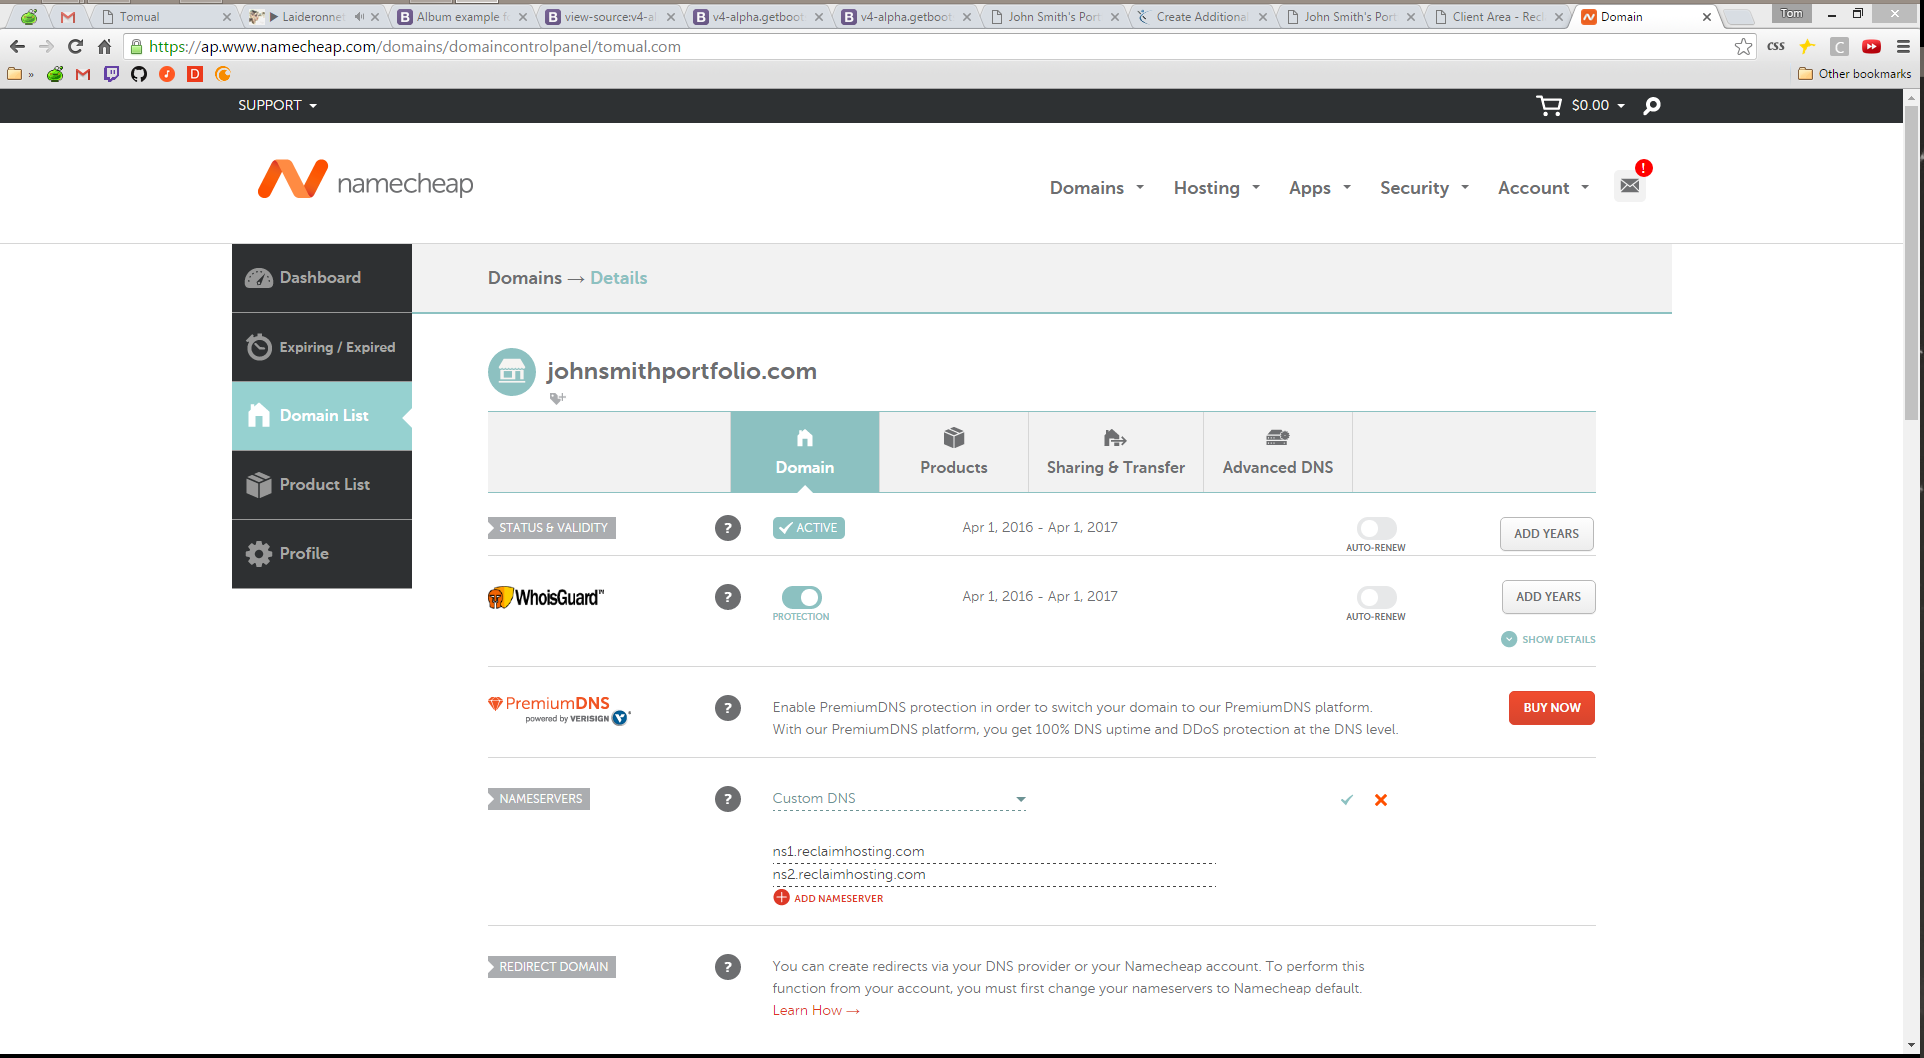 Tomual
Laideronnet
Album example f
view-source:v4-al
v4-alpha.getboot
v4-alpha.getboot
John Smith's Port
Create Additiona
John Smith's Port
Client Area - Recl
Domain
Tom
https://ap.www.namecheap.com/domains/domaincontrolpanel/tomual.com
css
C
»
D
Other bookmarks
SUPPORT
$0.00
namecheap
Domains
Hosting
Apps
Security
Account
!
Dashboard
Expiring / Expired
Domain List
Product List
Profile
Domains → Details
johnsmithportfolio.com
Domain
Products
Sharing & Transfer
Advanced DNS
STATUS & VALIDITY
?
ACTIVE
Apr 1, 2016 - Apr 1, 2017
AUTO-RENEW
ADD YEARS
WhoisGuard™
?
PROTECTION
Apr 1, 2016 - Apr 1, 2017
AUTO-RENEW
ADD YEARS
SHOW DETAILS
PremiumDNS
powered by VERISIGN
?
Enable PremiumDNS protection in order to switch your domain to our PremiumDNS platform.
With our PremiumDNS platform, you get 100% DNS uptime and DDoS protection at the DNS level.
BUY NOW
NAMESERVERS
?
Custom DNS
ns1.reclaimhosting.com
ns2.reclaimhosting.com
ADD NAMESERVER
REDIRECT DOMAIN
?
You can create redirects via your DNS provider or your Namecheap account. To perform this
function from your account, you must first change your nameservers to Namecheap default.
Learn How →